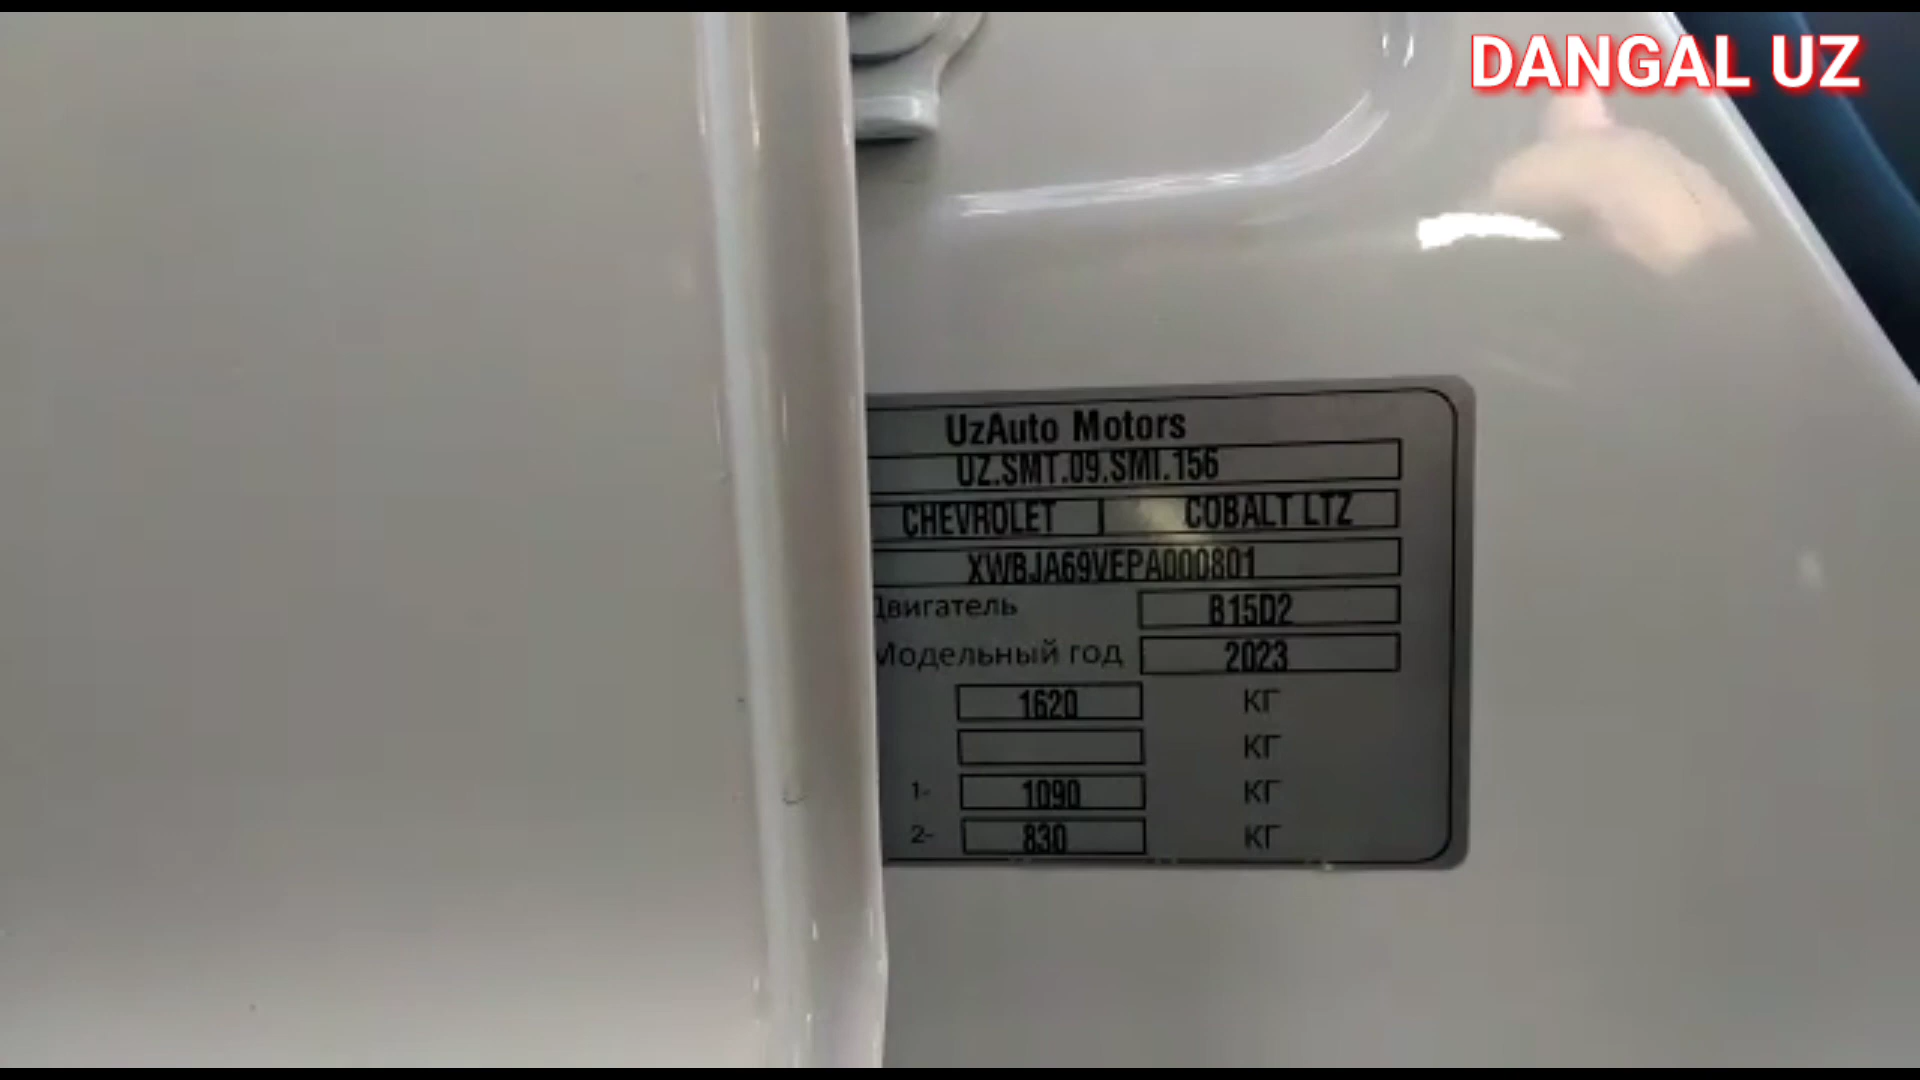 DANGAL UZ
UzAuto Motors
UZ.SMT.09.SMI.156
CHEVROLET COBALT LTZ
XWBJA69VEPA000801
Двигатель B15D2
Модельный год 2023
1620 КГ
КГ
1- 1090 КГ
2- 830 КГ